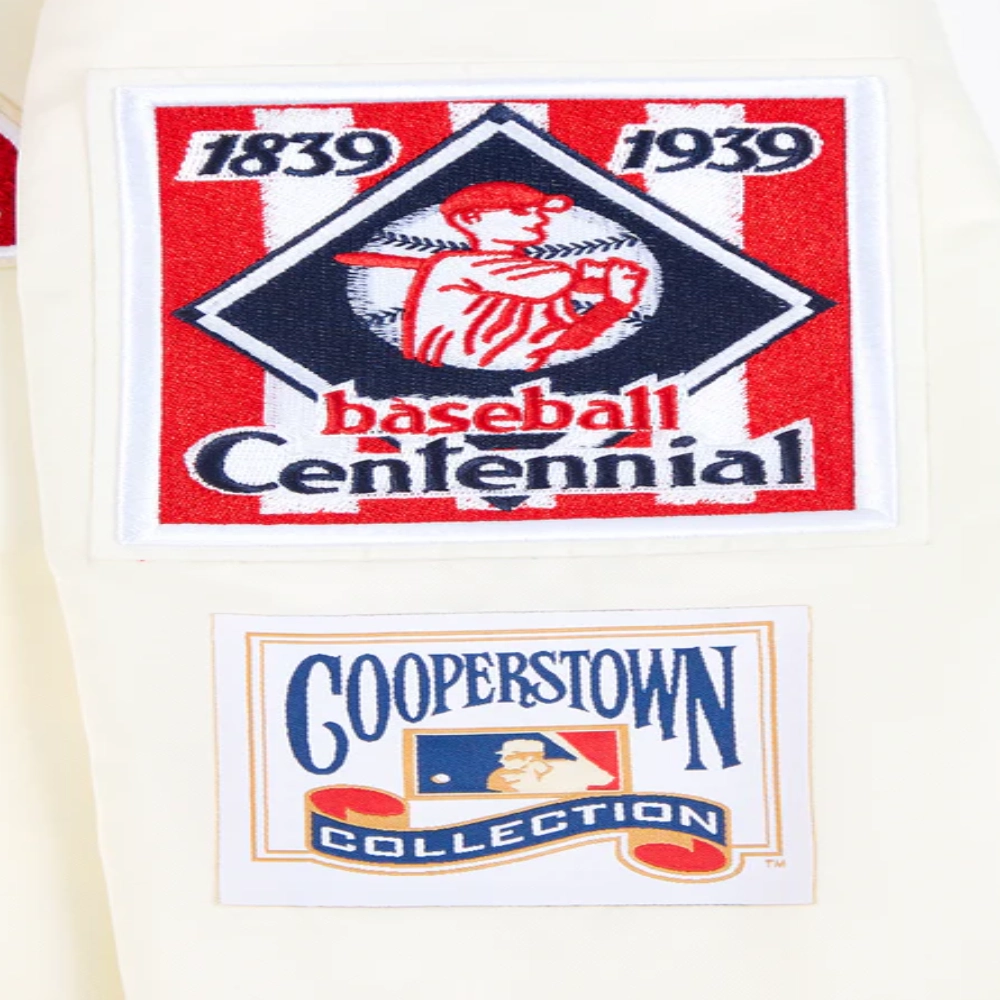 1839 1939
baseball
Centennial
COOPERSTOWN
COLLECTION
TM